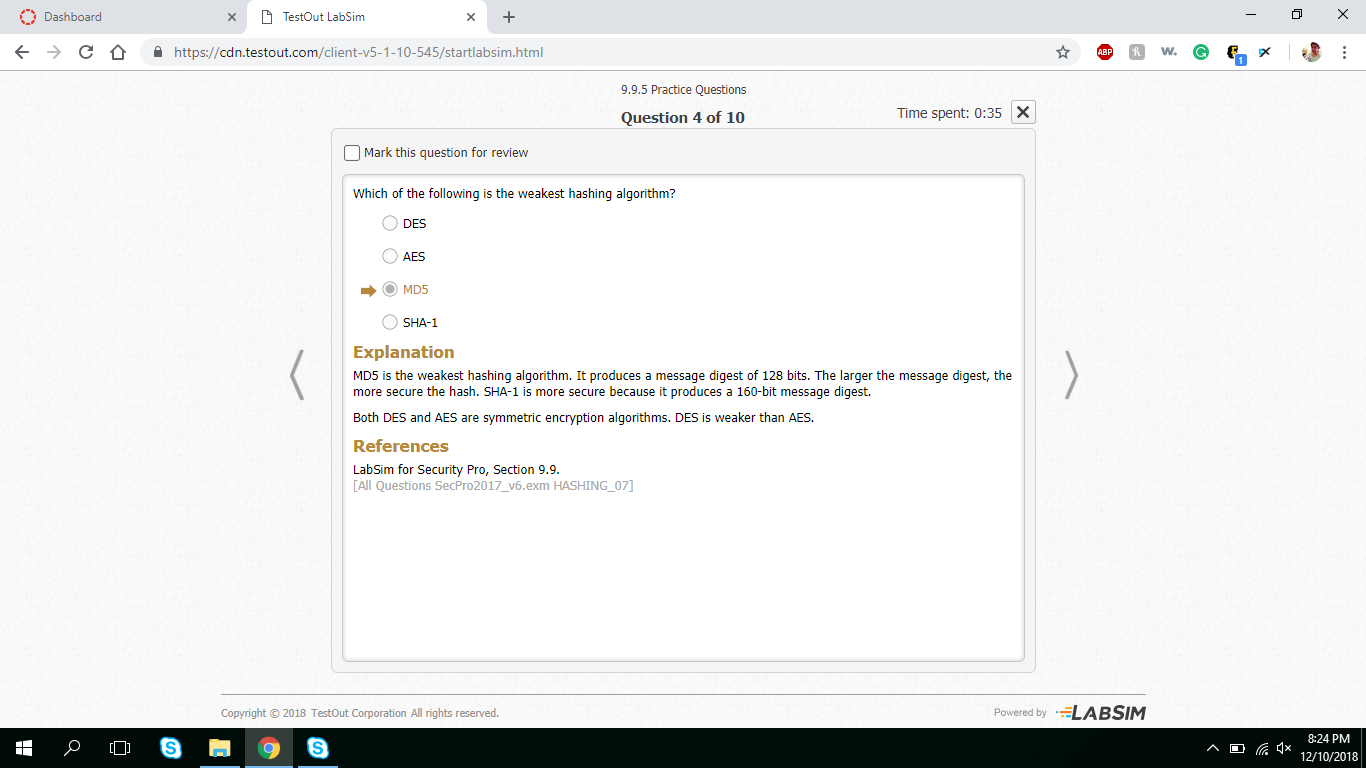 Dashboard
TestOut LabSim
https://cdn.testout.com/client-v5-1-10-545/startlabsim.html
ABP
w.
1
9.9.5 Practice Questions
Question 4 of 10
Time spent: 0:35
Mark this question for review
Which of the following is the weakest hashing algorithm?
DES
AES
MD5
SHA-1
Explanation
MD5 is the weakest hashing algorithm. It produces a message digest of 128 bits. The larger the message digest, the
more secure the hash. SHA-1 is more secure because it produces a 160-bit message digest.
Both DES and AES are symmetric encryption algorithms. DES is weaker than AES.
References
LabSim for Security Pro, Section 9.9.
[All Questions SecPro2017_v6.exm HASHING_07]
Copyright © 2018 TestOut Corporation All rights reserved.
Powered by LABSIM
8:24 PM
12/10/2018